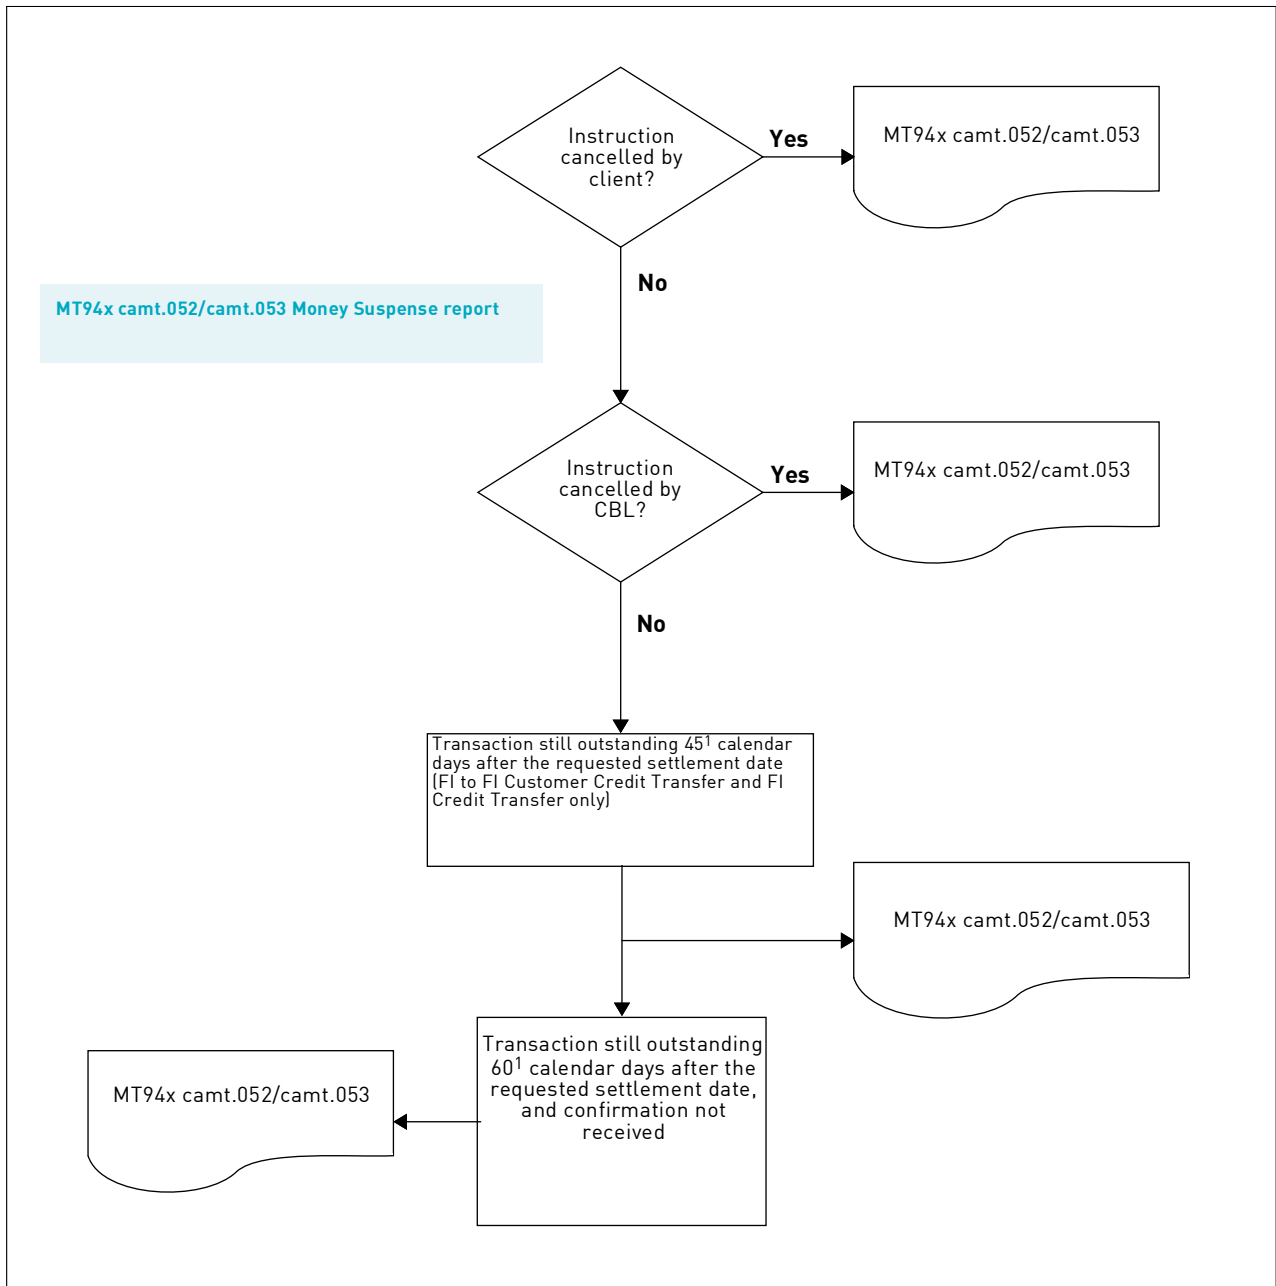 Instruction
cancelled by
client?
Yes
MT94x camt.052/camt.053
No
MT94x camt.052/camt.053 Money Suspense report
Instruction
cancelled by
CBL?
Yes
MT94x camt.052/camt.053
No
Transaction still outstanding 45¹ calendar
days after the requested settlement date
(FI to FI Customer Credit Transfer and FI
Credit Transfer only)
MT94x camt.052/camt.053
Transaction still outstanding
60¹ calendar days after the
requested settlement date,
and confirmation not
received
MT94x camt.052/camt.053